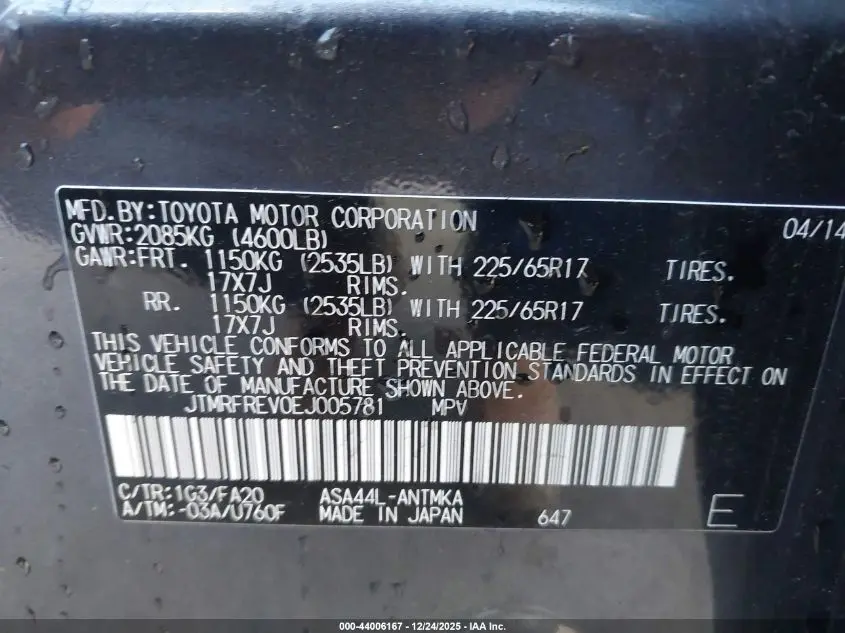 MFD.BY:TOYOTA MOTOR CORPORATION 04/14
GVWR:2085KG (4600LB)
GAWR:FRT. 1150KG (2535LB) WITH 225/65R17 TIRES.
17X7J RIMS.
RR. 1150KG (2535LB) WITH 225/65R17 TIRES.
17X7J RIMS.
THIS VEHICLE CONFORMS TO ALL APPLICABLE FEDERAL MOTOR
VEHICLE SAFETY AND THEFT PREVENTION STANDARDS IN EFFECT ON
THE DATE OF MANUFACTURE SHOWN ABOVE.
JTMRFREV0EJ005781 MPV
C/TR:1G3/FA20 ASA44L-ANTMKA
A/TM:-03A/U760F MADE IN JAPAN 647 E
000-44006167 - 12/24/2025 - IAA Inc.